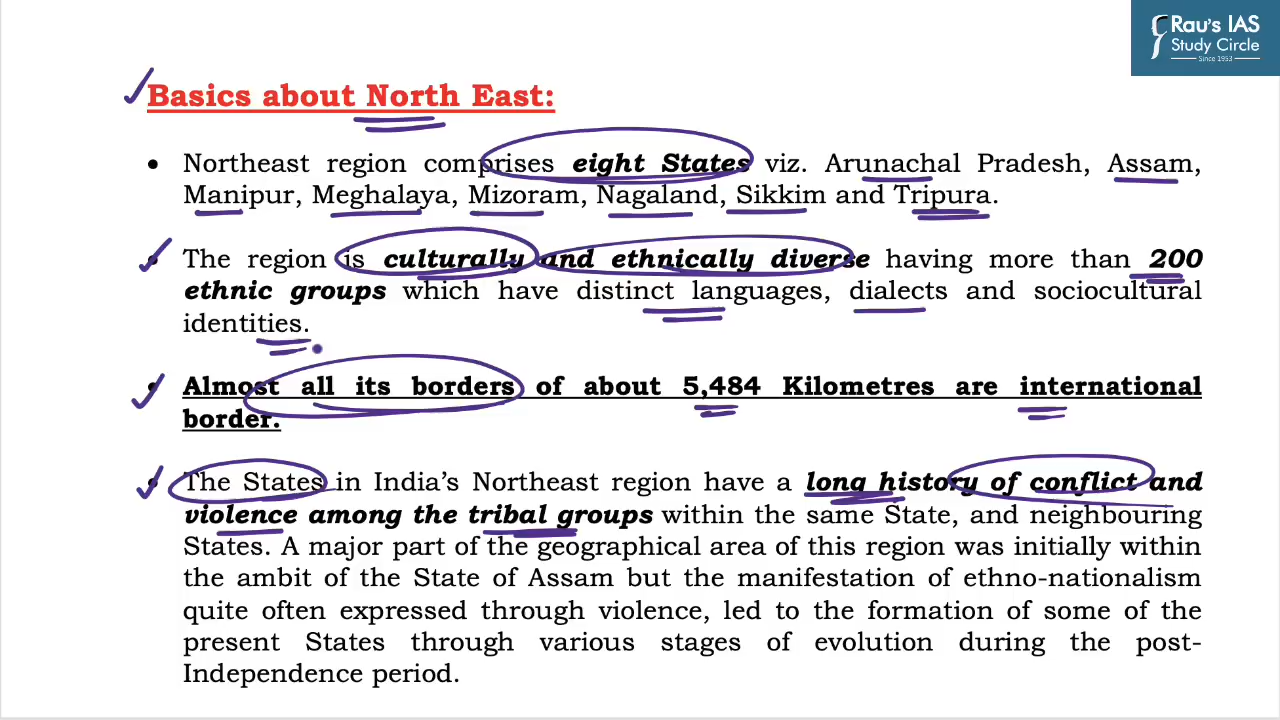 Rau's IAS
Study Circle
Since 1953
Basics about North East:
• Northeast region comprises eight States viz. Arunachal Pradesh, Assam,
Manipur, Meghalaya, Mizoram, Nagaland, Sikkim and Tripura.
• The region is culturally and ethnically diverse having more than 200
ethnic groups which have distinct languages, dialects and sociocultural
identities.
• Almost all its borders of about 5,484 Kilometres are international
border.
• The States in India's Northeast region have a long history of conflict and
violence among the tribal groups within the same State, and neighbouring
States. A major part of the geographical area of this region was initially within
the ambit of the State of Assam but the manifestation of ethno-nationalism
quite often expressed through violence, led to the formation of some of the
present States through various stages of evolution during the post-
Independence period.